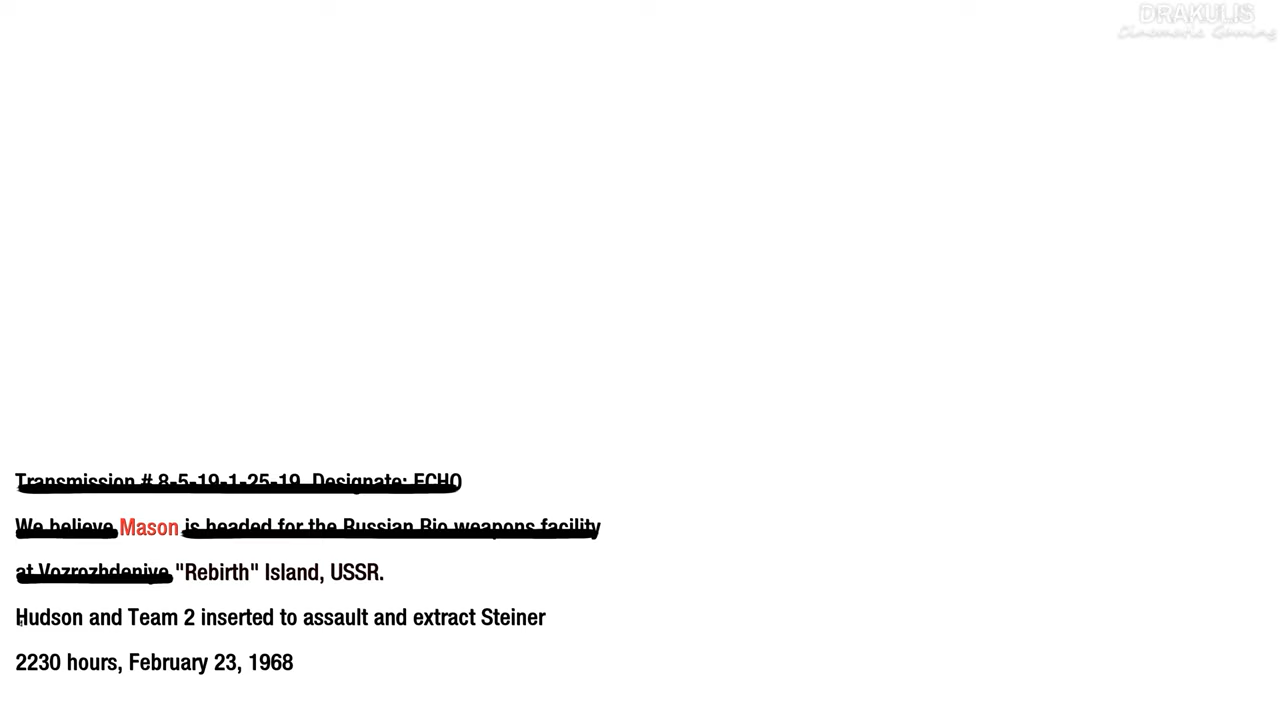 DRAKULIS
Cinematic Gaming
Transmission # 8-5-19-1-25-19, Designate: ECHO
We believe Mason is headed for the Russian Bio weapons facility
at Vozrozhdeniye "Rebirth" Island, USSR.
Hudson and Team 2 inserted to assault and extract Steiner
2230 hours, February 23, 1968